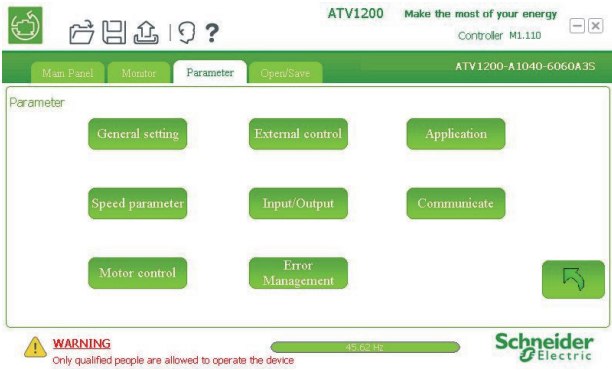 ATV1200 Make the most of your energy
Controller M1.110
Main Panel Monitor Parameter Open/Save ATV1200-A1040-6060A3S
Parameter
General setting External control Application
Speed parameter Input/Output Communicate
Motor control Error Management
WARNING
Only qualified people are allowed to operate the device
45.62 Hz
Schneider
Electric